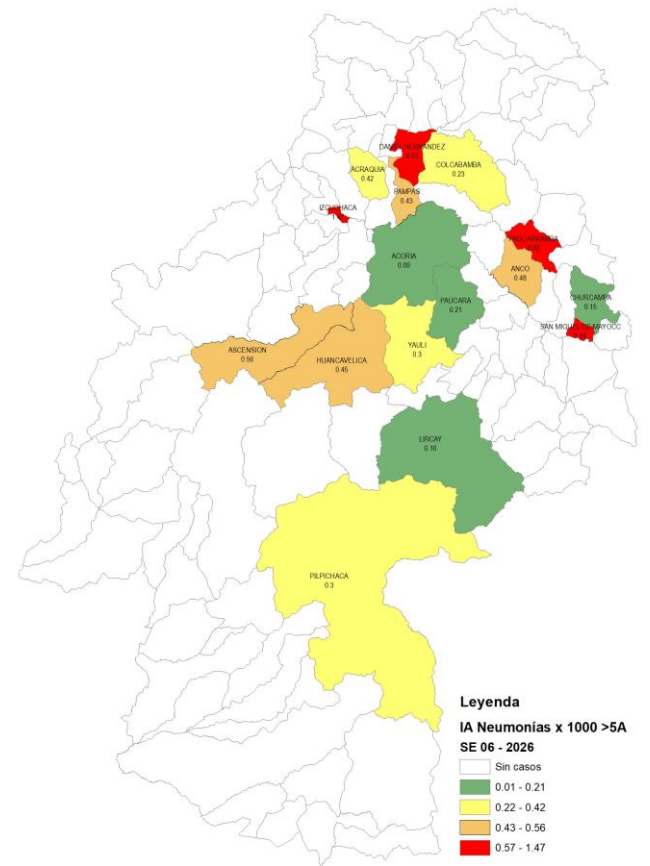 DANIEL HERNANDEZ
ACRAQUIA
0.42
COLCABAMBA
0.23
PAMPAS
0.43
IZCUCHACA
PAUCARBAMBA
ACORIA
0.09
ANCO
0.48
PAUCARA
0.21
CHURCAMBA
0.15
SAN MIGUEL DE MAYOCC
YAULI
0.3
ASCENSION
0.56
HUANCAVELICA
0.45
LIRCAY
0.16
PILPICHACA
0.3
Leyenda
IA Neumonías x 1000 >5A
SE 06 - 2026
Sin casos
0.01 - 0.21
0.22 - 0.42
0.43 - 0.56
0.57 - 1.47